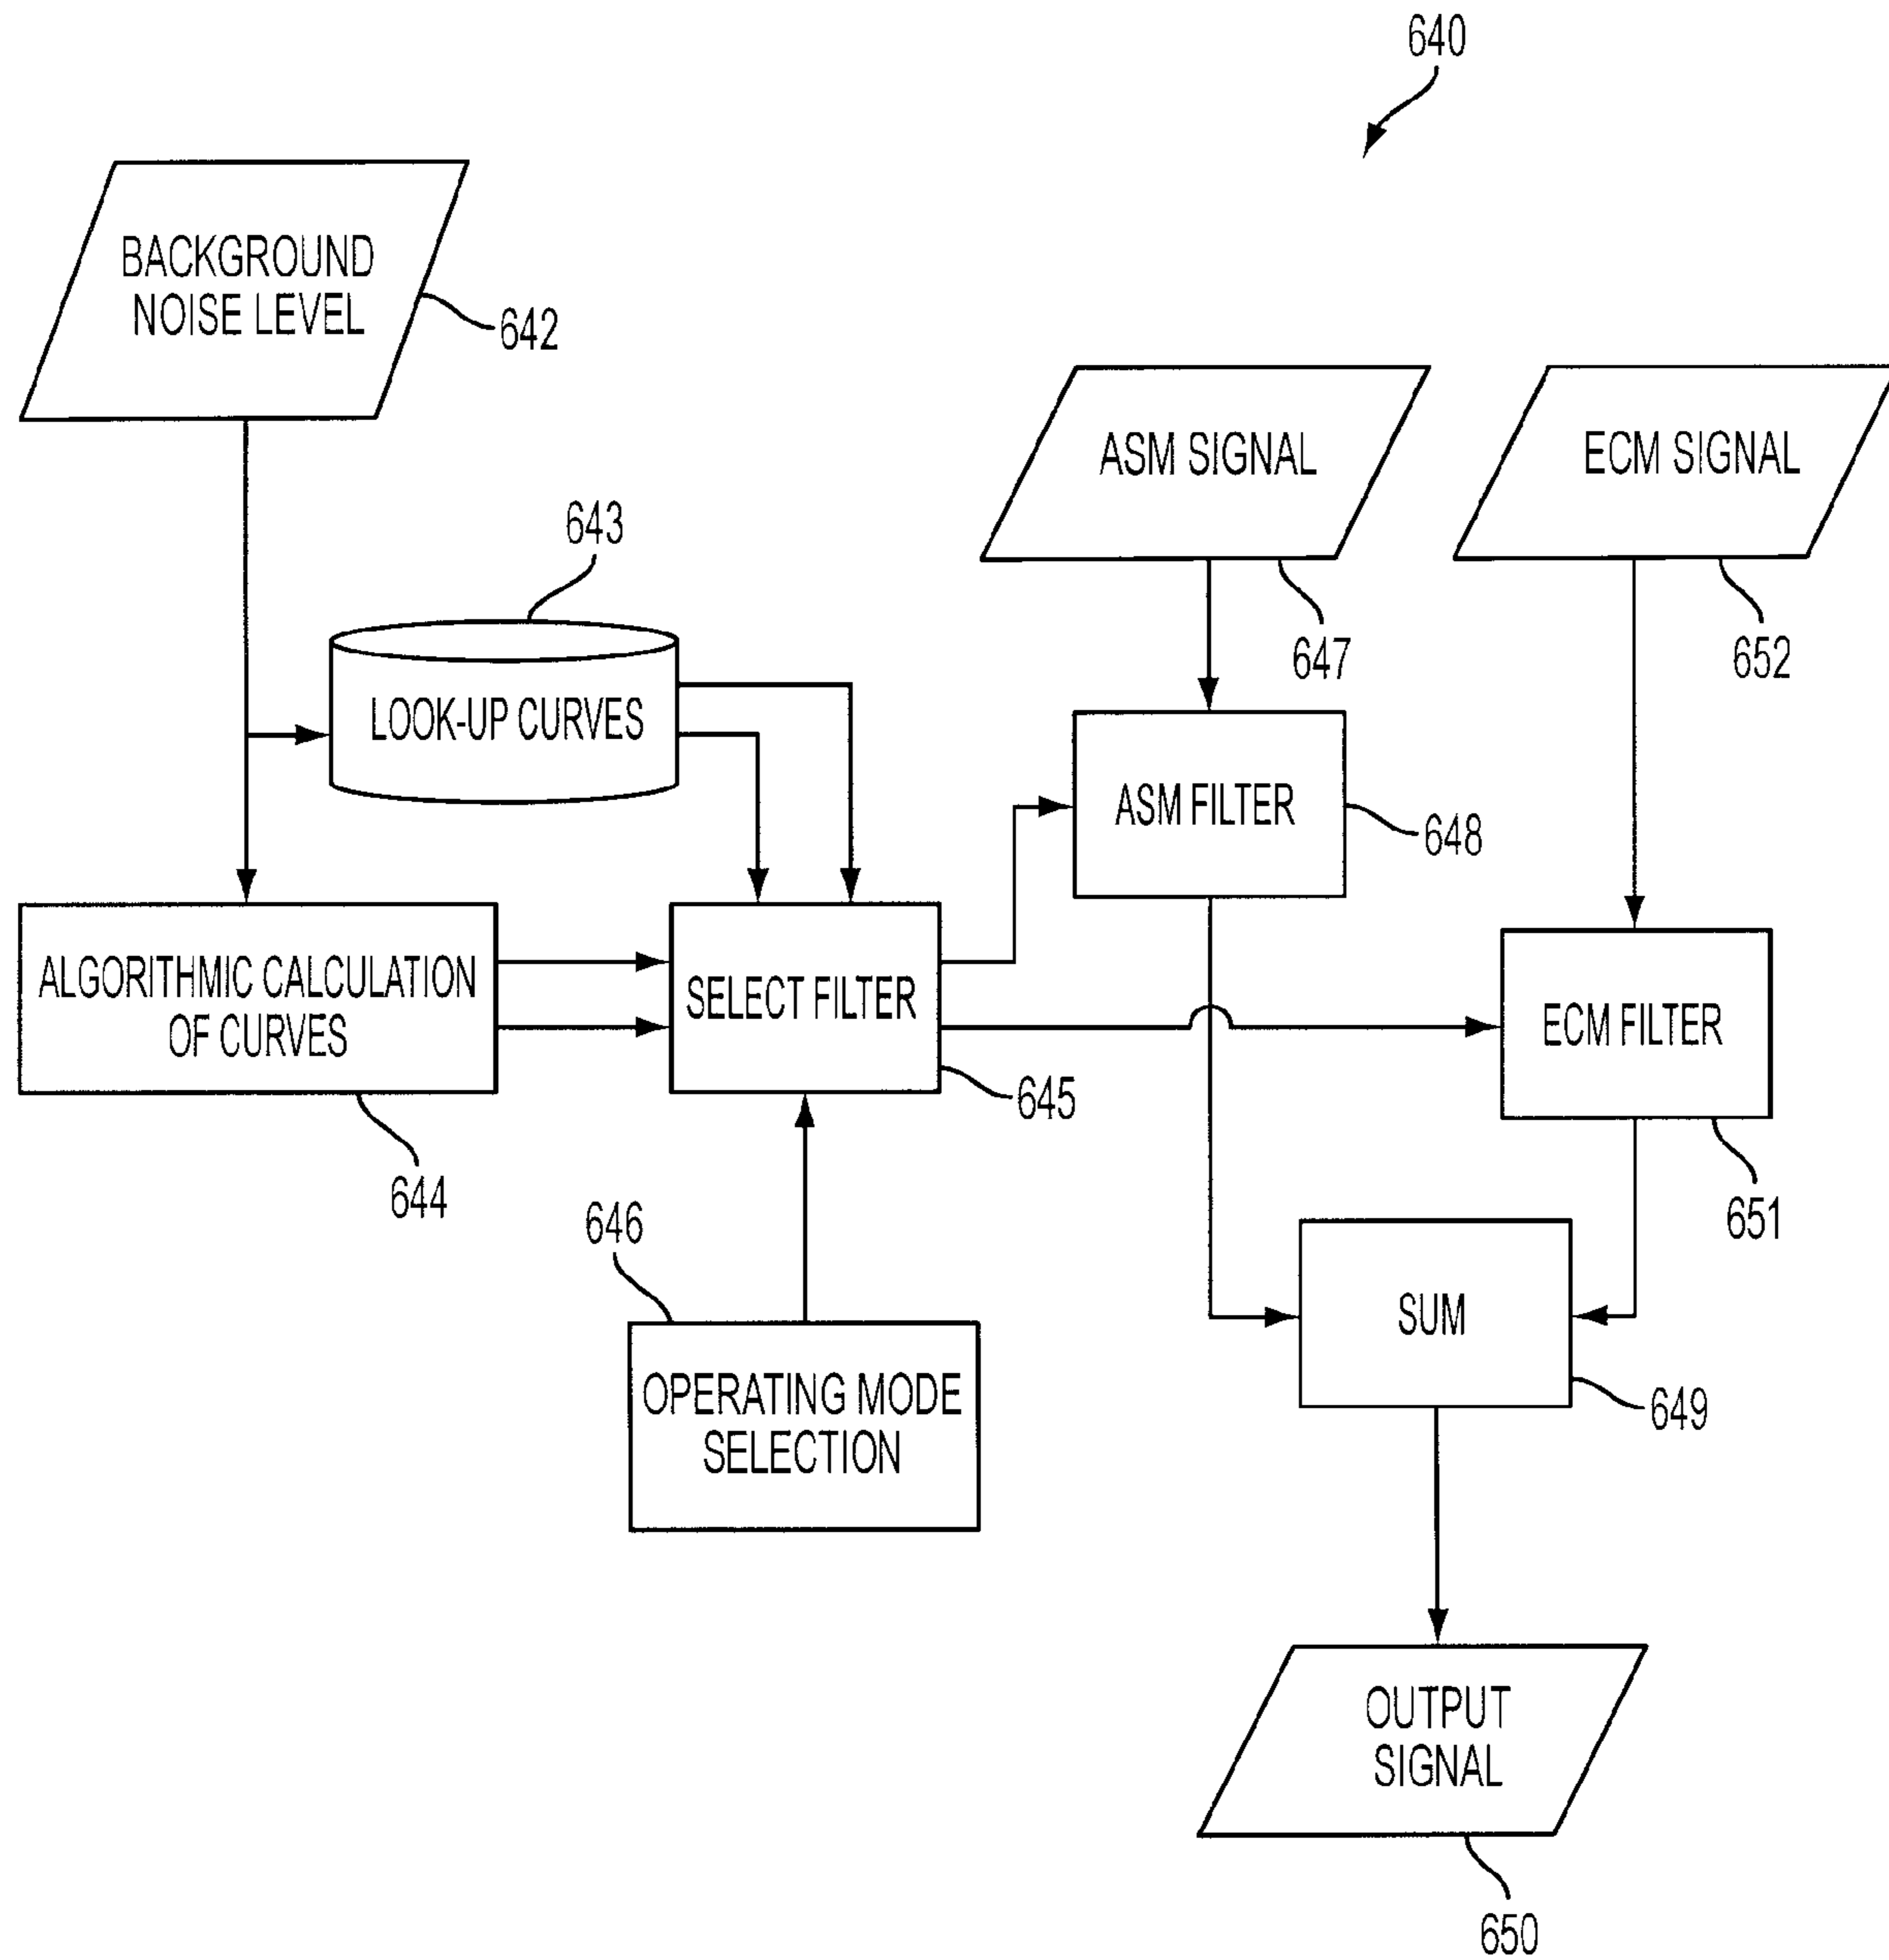 640
BACKGROUND
NOISE LEVEL
642
ASM SIGNAL
647
ECM SIGNAL
652
643
LOOK-UP CURVES
ASM FILTER
648
ALGORITHMIC CALCULATION
OF CURVES
644
SELECT FILTER
645
ECM FILTER
651
646
OPERATING MODE
SELECTION
SUM
649
OUTPUT
SIGNAL
650